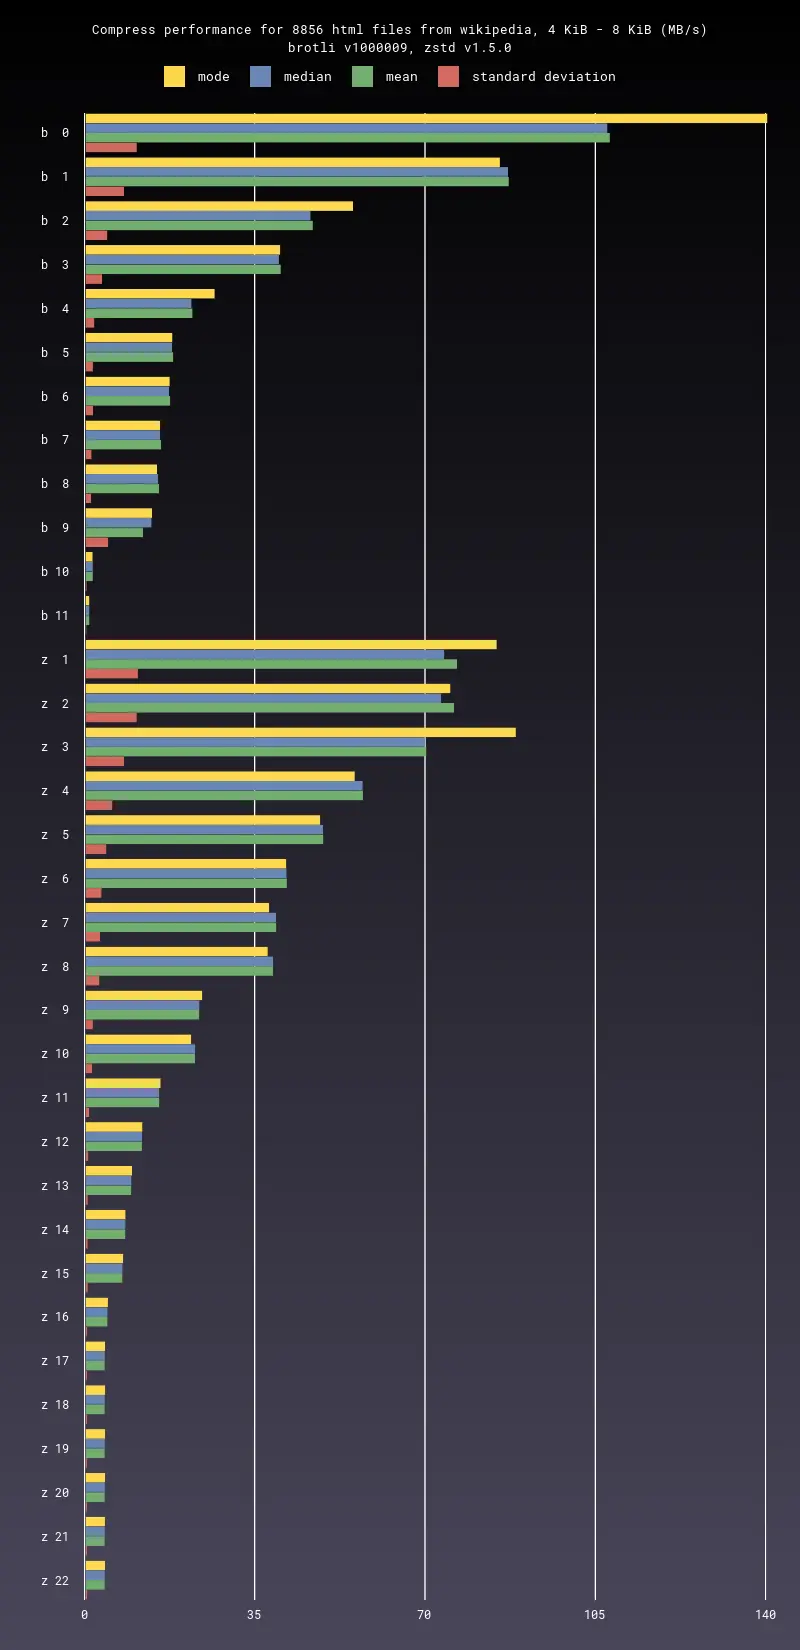 Compress performance for 8856 html files from wikipedia, 4 KiB - 8 KiB (MB/s)
brotli v1000009, zstd v1.5.0
mode median mean standard deviation
b 0
b 1
b 2
b 3
b 4
b 5
b 6
b 7
b 8
b 9
b 10
b 11
z 1
z 2
z 3
z 4
z 5
z 6
z 7
z 8
z 9
z 10
z 11
z 12
z 13
z 14
z 15
z 16
z 17
z 18
z 19
z 20
z 21
z 22
0 35 70 105 140